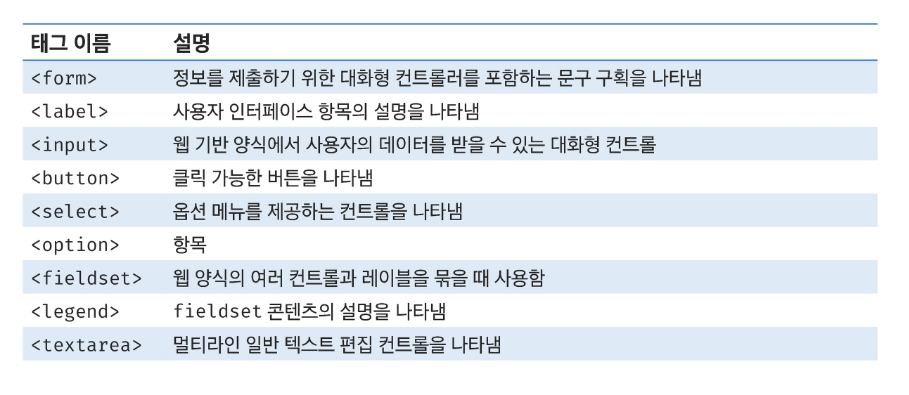 태그 이름 설명
<form> 정보를 제출하기 위한 대화형 컨트롤러를 포함하는 문구 구획을 나타냄
<label> 사용자 인터페이스 항목의 설명을 나타냄
<input> 웹 기반 양식에서 사용자의 데이터를 받을 수 있는 대화형 컨트롤
<button> 클릭 가능한 버튼을 나타냄
<select> 옵션 메뉴를 제공하는 컨트롤을 나타냄
<option> 항목
<fieldset> 웹 양식의 여러 컨트롤과 레이블을 묶을 때 사용함
<legend> fieldset 콘텐츠의 설명을 나타냄
<textarea> 멀티라인 일반 텍스트 편집 컨트롤을 나타냄